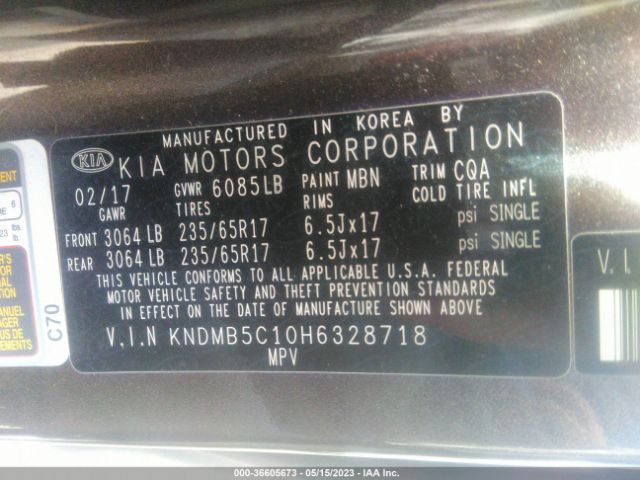 MANUFACTURED IN KOREA BY
KIA KIA MOTORS CORPORATION
02/17 GVWR 6085LB PAINT MBN TRIM CQA
GAWR TIRES RIMS COLD TIRE INFL
FRONT 3064 LB 235/65R17 6.5Jx17 psi SINGLE
REAR 3064 LB 235/65R17 6.5Jx17 psi SINGLE
THIS VEHICLE CONFORMS TO ALL APPLICABLE U.S.A. FEDERAL
MOTOR VEHICLE SAFETY AND THEFT PREVENTION STANDARDS
IN EFFECT ON THE DATE OF MANUFACTURE SHOWN ABOVE
V.I.N KNDMB5C10H6328718
MPV
C70
V.I.
000-36605673 - 05/15/2023 - IAA Inc.